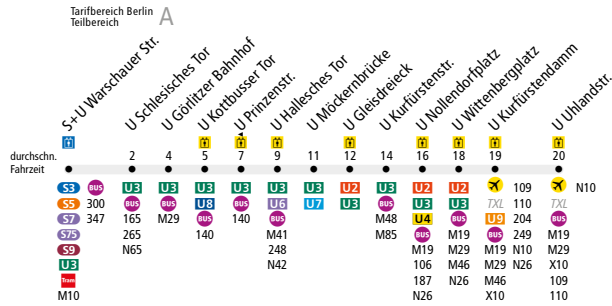 Tarifbereich Berlin
Teilbereich A
S+U Warschauer Str.
U Schlesisches Tor
U Görlitzer Bahnhof
U Kottbusser Tor
U Prinzenstr.
U Hallesches Tor
U Möckernbrücke
U Gleisdreieck
U Kurfürstenstr.
U Nollendorfplatz
U Wittenbergplatz
U Kurfürstendamm
U Uhlandstr.
durchschn. 2 4 5 7 9 11 12 14 16 18 19 20
Fahrzeit
S3 BUS U3 U3 U3 U3 U3 U3 U2 U3 U2 U2 109 N10
S5 300 BUS BUS U8 BUS U6 U7 U3 BUS U3 U3 TXL 110 TXL
S7 347 165 M29 BUS 140 BUS M48 U4 BUS U9 204 BUS
S75 265 140 M41 M85 BUS M19 BUS 249 M19
S9 N65 248 M19 M29 M19 N10 M29
U3 N42 106 M46 M29 N26 X10
Tram 187 N26 M46 109
M10 N26 X10 110